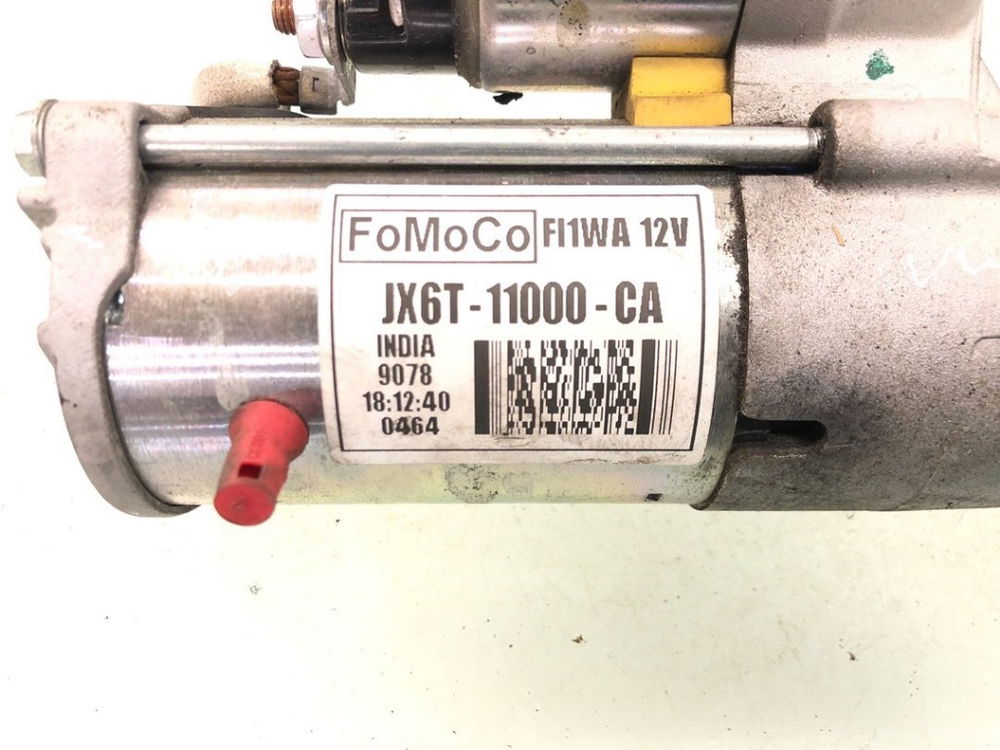 FoMoCo FI1WA 12V
JX6T-11000-CA
INDIA
9078
18:12:40
0464